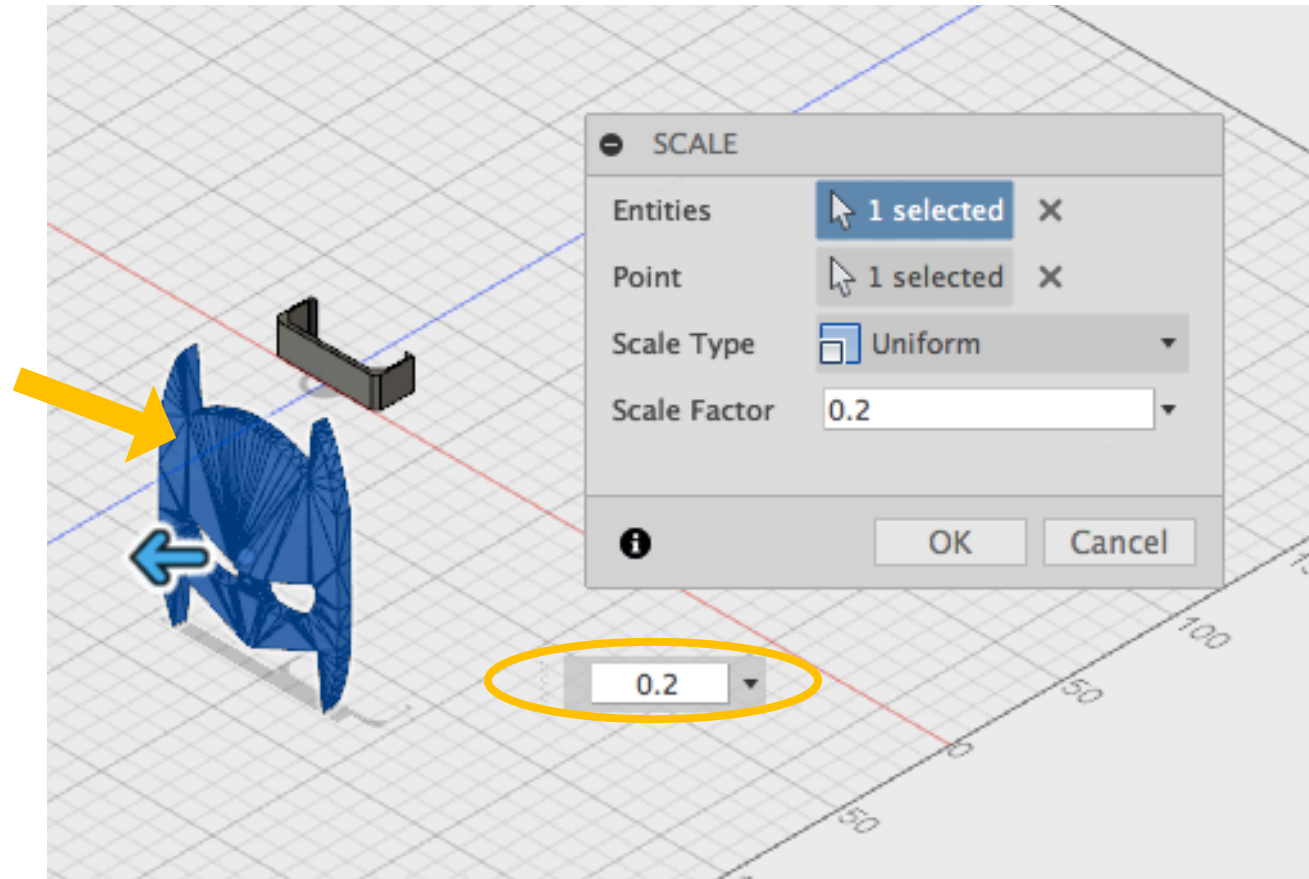 SCALE
Entities 1 selected
Point 1 selected
Scale Type Uniform
Scale Factor 0.2
OK Cancel
0.2
100
50
0
50